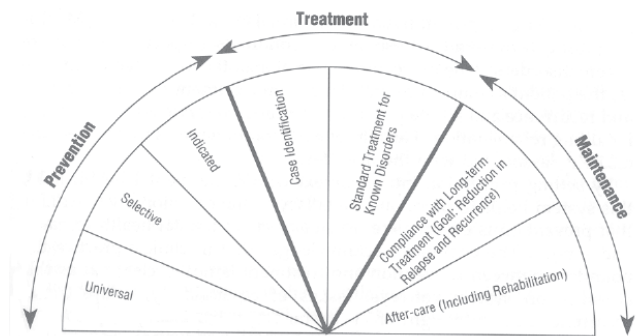 Treatment
Prevention
Maintenance
Universal
Selective
Indicated
Case Identification
Standard Treatment for
Known Disorders
Compliance with Long-term
Treatment (Goal: Reduction in
Relapse and Recurrence)
After-care (Including Rehabilitation)